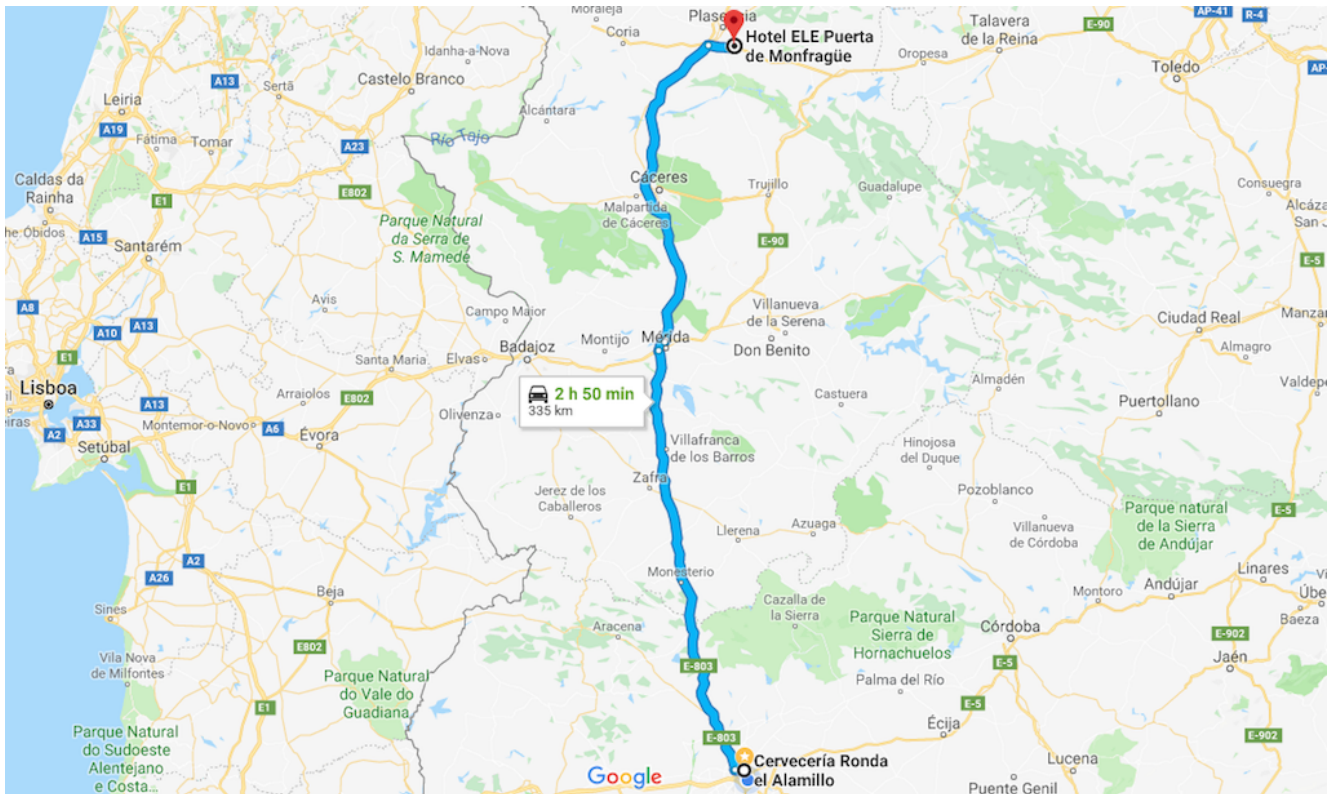 Moraleja
Plasencia
AP-41
R-4
Coria
E-90
Talavera
de la Reina
Hotel ELE Puerta
de Monfragüe
Idanha-a-Nova
Oropesa
Toledo
Castelo Branco
A13
Sertã
Leiria
Alcántara
A19
Fátima
Tomar
A23
Río Tajo
Caldas da
Rainha
E802
E1
Cáceres
Trujillo
Guadalupe
Consuegra
Malpartida
de Cáceres
Alcáza
San J
Parque Natural
da Serra de
S. Mamede
A15
Santarém
E-90
E-5
he: Óbidos
Avis
A8
Campo Maior
Villanueva
de la Serena
Ciudad Real
Manzan
A10
A13
Montijo
Mérida
Don Benito
Almagro
E1
Santa Maria
Elvas
Badajoz
Lisboa
Almadén
Valdepe
2 h 50 min
335 km
Castuera
Puertollano
Arraiolos
E802
A13
Olivenza
A33
Montemor-o-Novo
A6
Évora
A2
eiras
Setúbal
Villafranca
de los Barros
Hinojosa
del Duque
Zafra
E1
Jerez de los
Caballeros
Pozoblanco
Parque natural
de la Sierra
de Andújar
E-5
Llerena
Azuaga
Villanueva
de Córdoba
A2
A26
Monesterio
Linares
Andújar
Beja
Montoro
Úbe
Sines
Cazalla de
la Sierra
Parque Natural
Sierra de
Hornachuelos
Baeza
Aracena
Córdoba
E-902
E802
Jaén
E-803
E-5
Vila Nova
de Milfontes
Parque Natural
do Vale do
Guadiana
Palma del Río
E1
Écija
E-5
E-803
E-902
Parque Natural
do Sudoeste
Alentejano
e Costa...
Cervecería Ronda
el Alamillo
Lucena
Google
Puente Genil